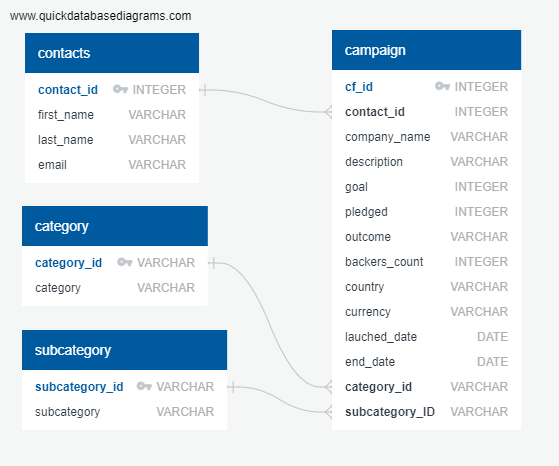 www.quickdatabasediagrams.com
contacts
contact_id INTEGER
first_name VARCHAR
last_name VARCHAR
email VARCHAR
category
category_id VARCHAR
category VARCHAR
subcategory
subcategory_id VARCHAR
subcategory VARCHAR
campaign
cf_id INTEGER
contact_id INTEGER
company_name VARCHAR
description VARCHAR
goal INTEGER
pledged INTEGER
outcome VARCHAR
backers_count INTEGER
country VARCHAR
currency VARCHAR
lauched_date DATE
end_date DATE
category_id VARCHAR
subcategory_ID VARCHAR